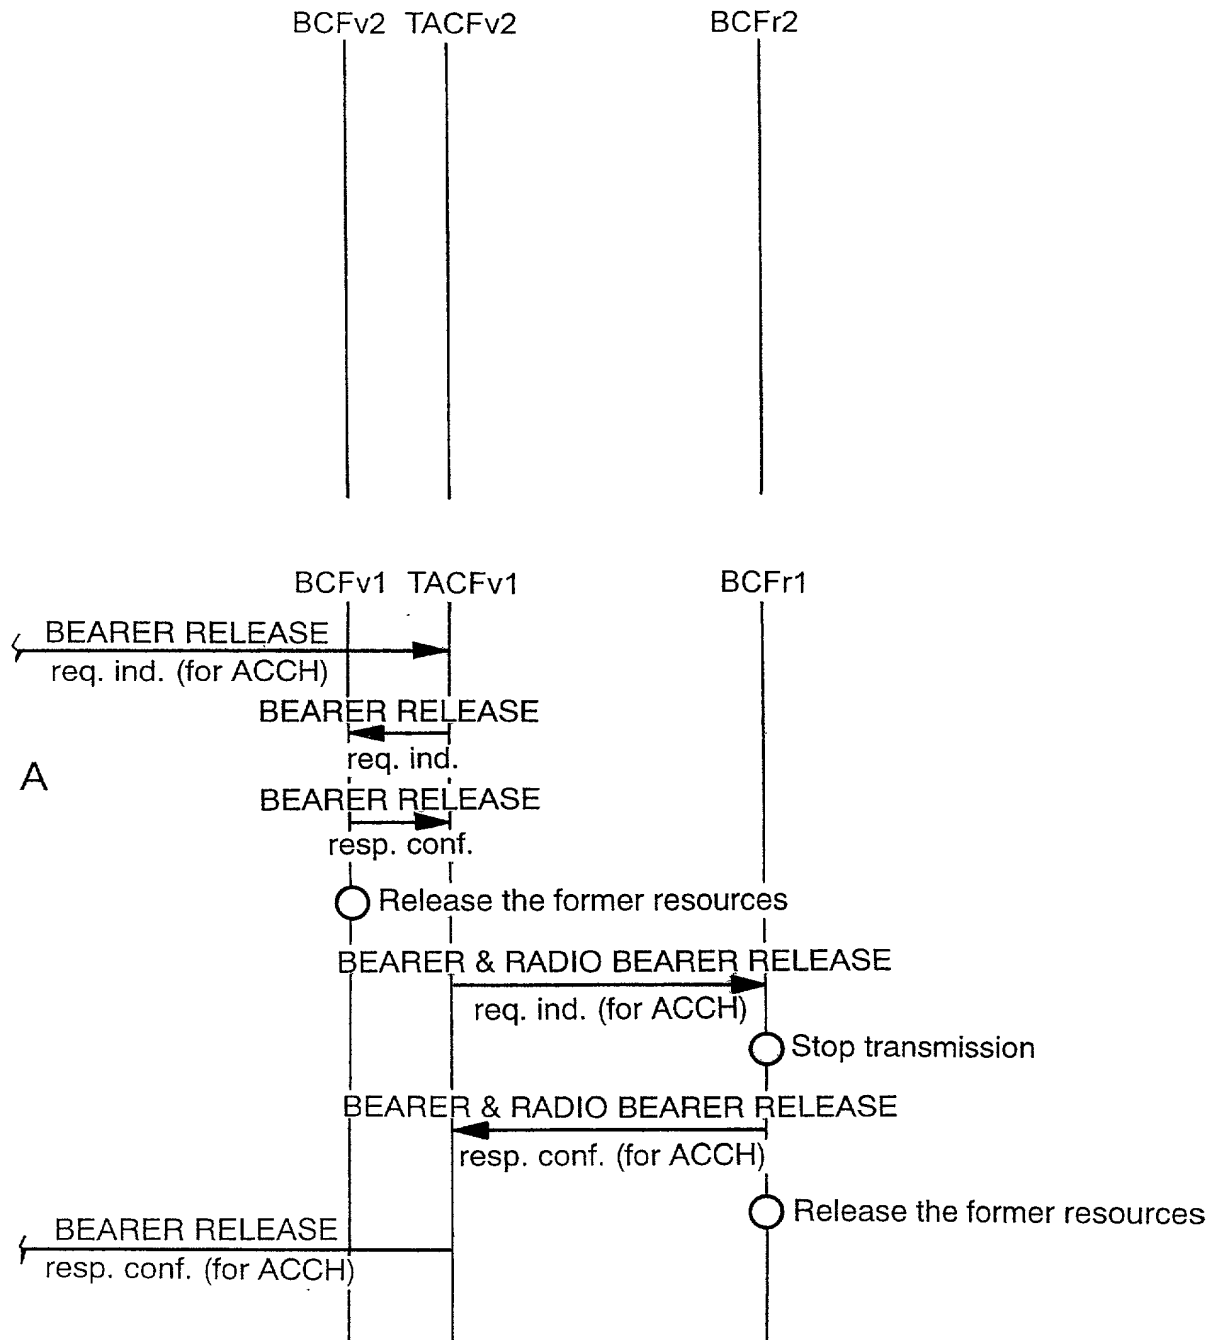 BCFv2 TACFv2 BCFr2
BCFv1 TACFv1 BCFr1
BEARER RELEASE
req. ind. (for ACCH)
BEARER RELEASE
req. ind.
A
BEARER RELEASE
resp. conf.
Release the former resources
BEARER & RADIO BEARER RELEASE
req. ind. (for ACCH)
Stop transmission
BEARER & RADIO BEARER RELEASE
resp. conf. (for ACCH)
Release the former resources
BEARER RELEASE
resp. conf. (for ACCH)